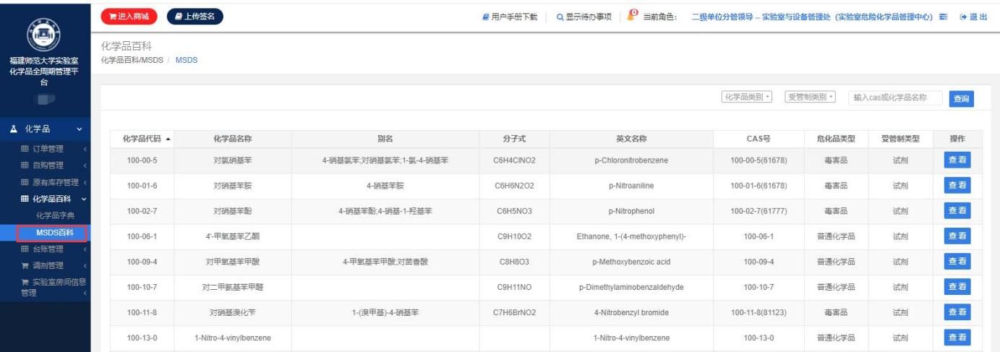 进入商城 上传签名 用户手册下载 显示待办事项 0 当前角色： 二级单位分管领导 -- 实验室与设备管理处（实验室危险化学品管理中心） 退 出
福建师范大学实验室
化学品全周期管理平
台
化学品百科
化学品百科/MSDS / MSDS
化学品类别 受管制类别 输入cas或化学品名称 查询
化学品
订单管理
自购管理
原有库存管理
化学品百科
化学品字典
MSDS百科
台账管理
调剂管理
实验室房间信息
管理
化学品代码 化学品名称 别名 分子式 英文名称 CAS号 危化品类型 受管制类型 操作
100-00-5 对氯硝基苯 4-硝基氯苯;对硝基氯苯;1-氯-4-硝基苯 C6H4ClNO2 p-Chloronitrobenzene 100-00-5(61678) 毒害品 试剂 查看
100-01-6 对硝基苯胺 4-硝基苯胺 C6H6N2O2 p-Nitroaniline 100-01-6(61678) 毒害品 试剂 查看
100-02-7 对硝基苯酚 4-硝基苯酚;4-硝基-1-羟基苯 C6H5NO3 p-Nitrophenol 100-02-7(61777) 毒害品 试剂 查看
100-06-1 4'-甲氧基苯乙酮 C9H10O2 Ethanone, 1-(4-methoxyphenyl)- 100-06-1 普通化学品 试剂 查看
100-09-4 对甲氧基苯甲酸 4-甲氧基苯甲酸;对茴香酸 C8H8O3 p-Methoxybenzoic acid 100-09-4 普通化学品 试剂 查看
100-10-7 对二甲氨基苯甲醛 C9H11NO p-Dimethylaminobenzaldehyde 100-10-7 普通化学品 试剂 查看
100-11-8 对硝基溴化苄 1-(溴甲基)-4-硝基苯 C7H6BrNO2 4-Nitrobenzyl bromide 100-11-8(81123) 毒害品 试剂 查看
100-13-0 1-Nitro-4-vinylbenzene 1-Nitro-4-vinylbenzene 100-13-0 普通化学品 试剂 查看